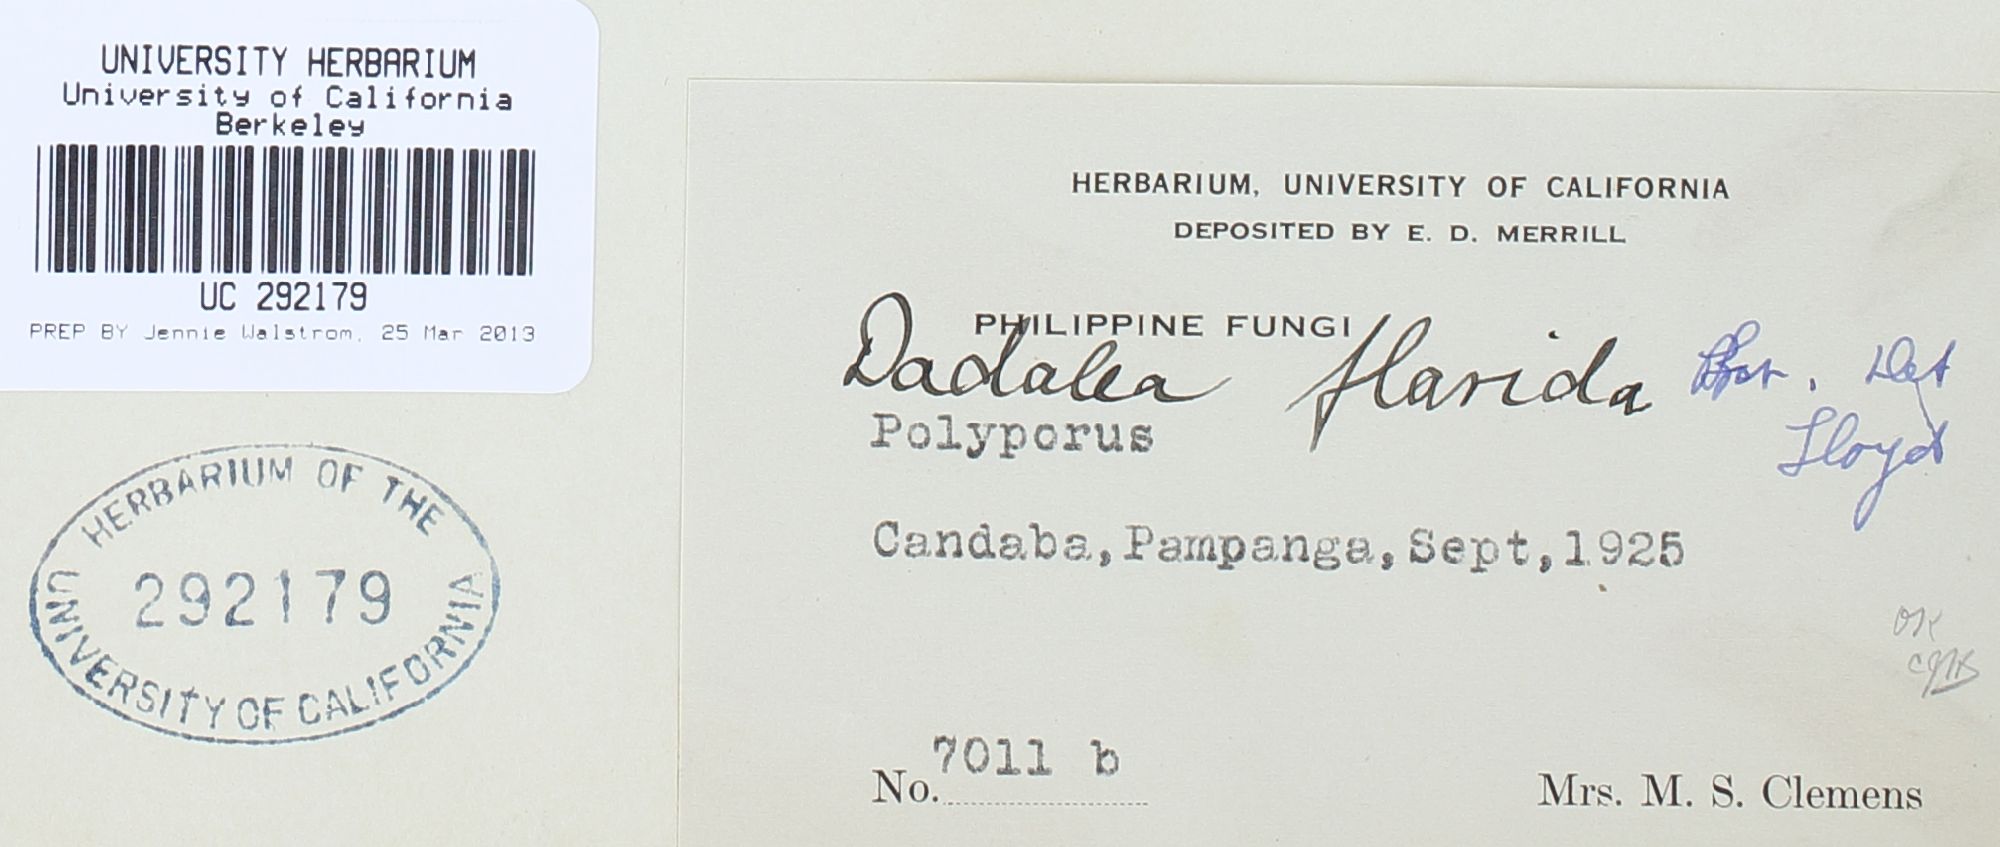 UNIVERSITY HERBARIUM
University of California
Berkeley
UC 292179
PREP BY Jennie Walstrom, 25 Mar 2013
HERBARIUM OF THE
292179
UNIVERSITY OF CALIFORNIA
HERBARIUM, UNIVERSITY OF CALIFORNIA
DEPOSITED BY E. D. MERRILL
PHILIPPINE FUNGI
Dadalea flavida
Det
Lloyd
Polyporus
Candaba, Pampanga, Sept, 1925
OK
No. 7011 b
Mrs. M. S. Clemens